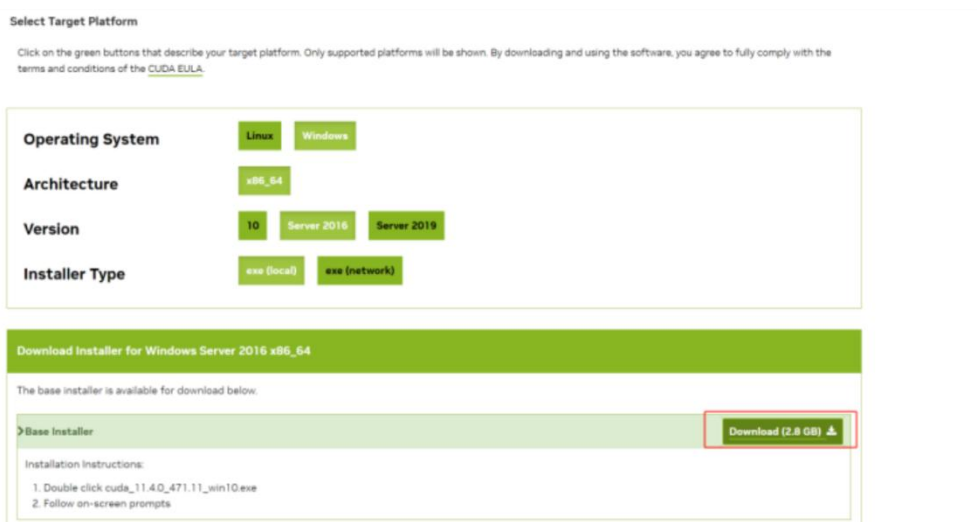 Select Target Platform
Click on the green buttons that describe your target platform. Only supported platforms will be shown. By downloading and using the software, you agree to fully comply with the
terms and conditions of the CUDA EULA.
Operating System Linux Windows
Architecture x86_64
Version 10 Server 2016 Server 2019
Installer Type exe (local) exe (network)
Download Installer for Windows Server 2016 x86_64
The base installer is available for download below.
Base Installer Download (2.8 GB)
Installation Instructions:
1. Double click cuda_11.4.0_471.11_win10.exe
2. Follow on-screen prompts